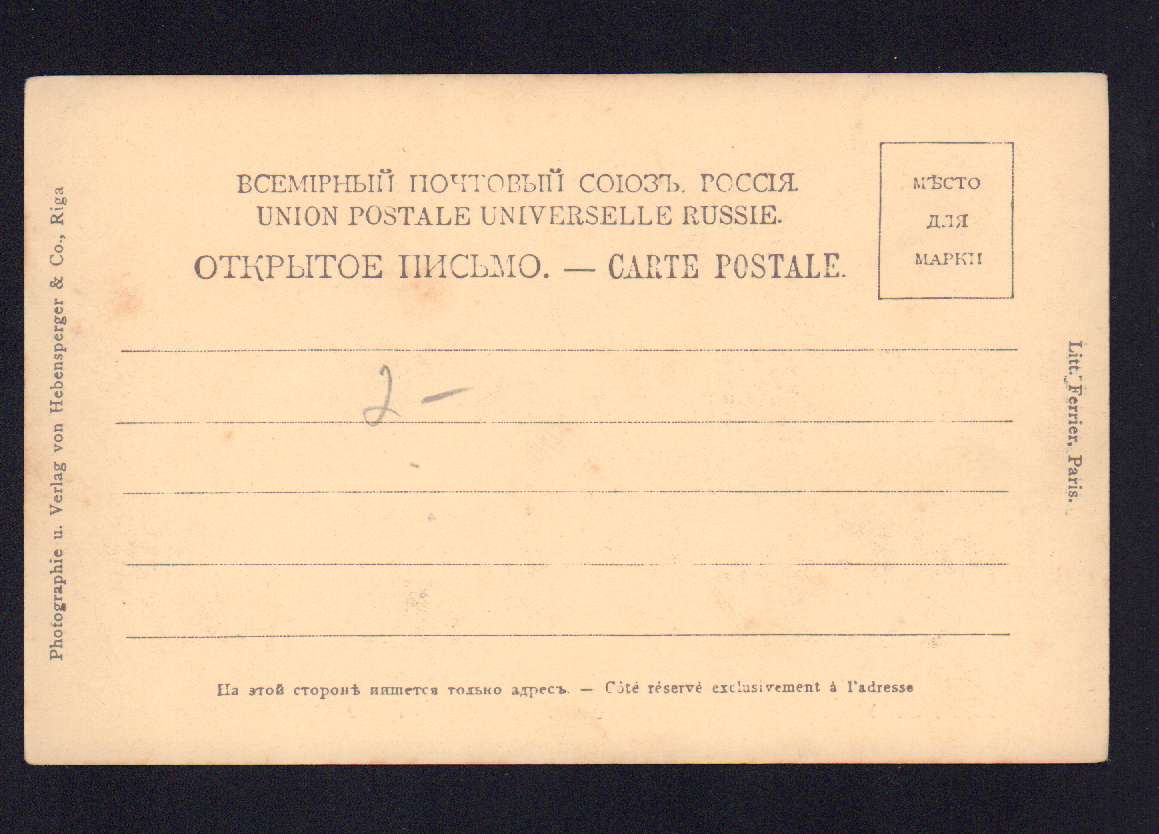 ВСЕМІРНЫЙ ПОЧТОВЫЙ СОЮЗЪ. РОССІЯ.
UNION POSTALE UNIVERSELLE RUSSIE.
ОТКРЫТОЕ ПИСЬМО. — CARTE POSTALE.
МѢСТО
ДЛЯ
МАРКИ
Photographie u. Verlag von Hebensperger & Co., Riga
Litt. Ferrier, Paris.
2 —
На этой сторонѣ пишется только адресъ. — Côté réservé exclusivement à l'adresse